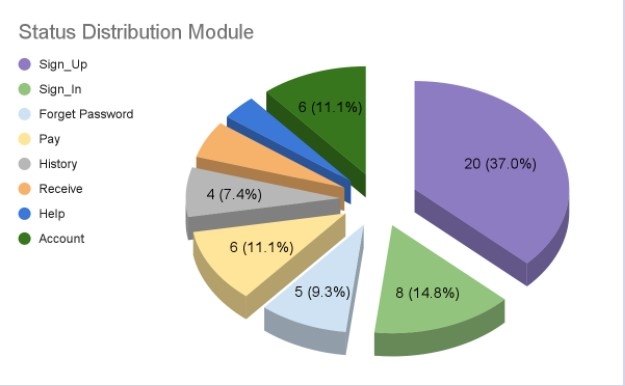 Status Distribution Module
Sign_Up
Sign_In
Forget Password
Pay
History
Receive
Help
Account
6 (11.1%)
20 (37.0%)
4 (7.4%)
6 (11.1%)
5 (9.3%)
8 (14.8%)